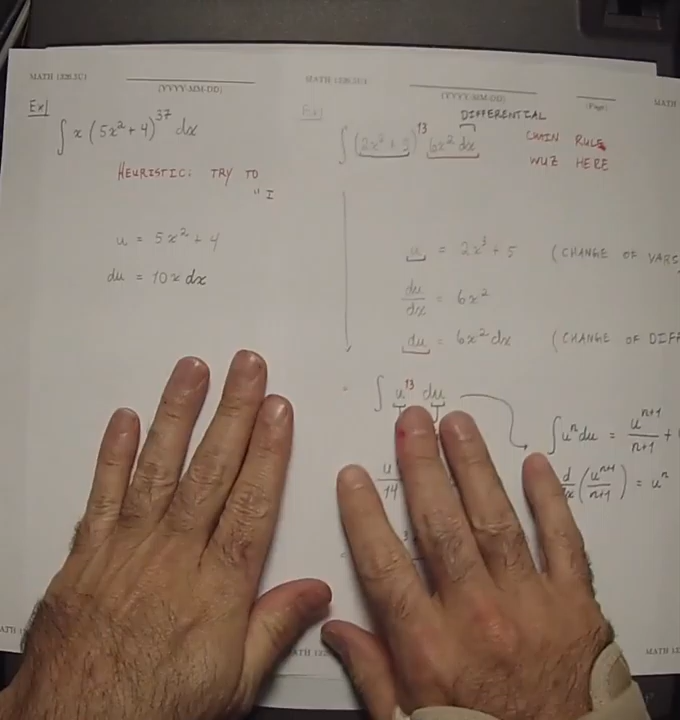 MATH 1220.3(1)
(YYYY-MM-DD)
Ex|
∫ x (5x² + 4)³⁷ dx
HEURISTIC: TRY TO
"I
u = 5x² + 4
du = 10x dx
(YYYY-MM-DD)
(Page)
MATH
DIFFERENTIAL
Ex|
∫ (2x³ + 5)¹³ 6x² dx
CHAIN RULE
WUZ HERE
u = 2x³ + 5 (CHANGE OF VARS
du/dx = 6x²
du = 6x² dx (CHANGE OF DIFF
= ∫ u¹³ du
∫ uⁿ du = uⁿ⁺¹/n+1 +
u
14
d/dx (uⁿ⁺¹/n+1) = uⁿ
=